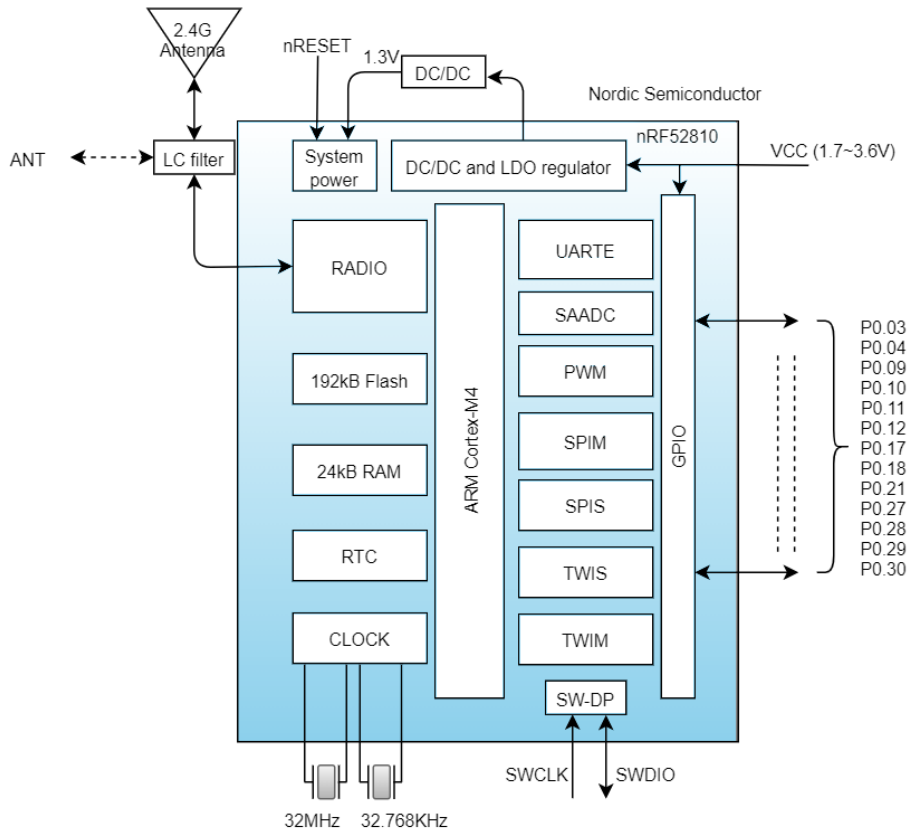 2.4G
Antenna
nRESET
1.3V
DC/DC
Nordic Semiconductor
nRF52810
ANT
LC filter
System
power
DC/DC and LDO regulator
VCC (1.7~3.6V)
RADIO
192kB Flash
24kB RAM
RTC
CLOCK
ARM Cortex-M4
UARTE
SAADC
PWM
SPIM
SPIS
TWIS
TWIM
SW-DP
GPIO
P0.03
P0.04
P0.09
P0.10
P0.11
P0.12
P0.17
P0.18
P0.21
P0.27
P0.28
P0.29
P0.30
SWCLK
SWDIO
32MHz
32.768KHz